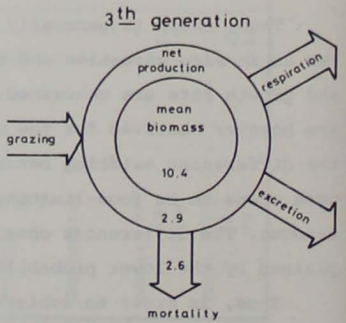 3th generation
net
production
respiration
mean
biomass
grazing
10.4
excretion
2.9
2.6
mortality